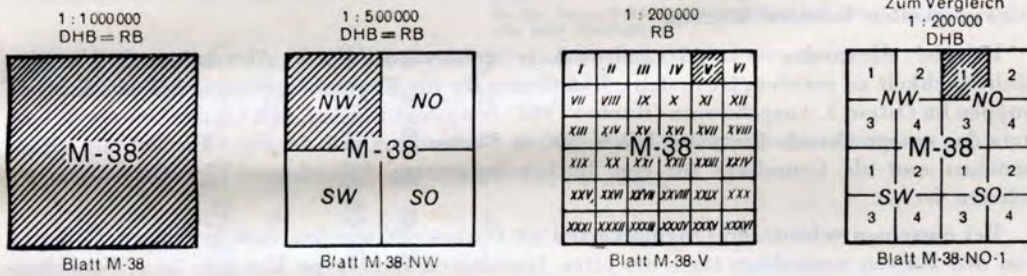 1 : 1000000
DHB = RB
M-38
Blatt M-38
1 : 500000
DHB = RB
NW NO
M-38
SW SO
Blatt M-38-NW
1 : 200000
RB
I II III IV V VI
VII VIII IX X XI XII
XIII XIV XV XVI XVII XVIII
M-38
XIX XX XXI XXII XXIII XXIV
XXV XXVI XXVII XXVIII XXIX XXX
XXXI XXXII XXXIII XXXIV XXXV XXXVI
Blatt M-38-V
Zum Vergleich
1 : 200000
DHB
1 2 1 2
NW NO
3 4 3 4
M-38
1 2 1 2
SW SO
3 4 3 4
Blatt M-38-NO-1